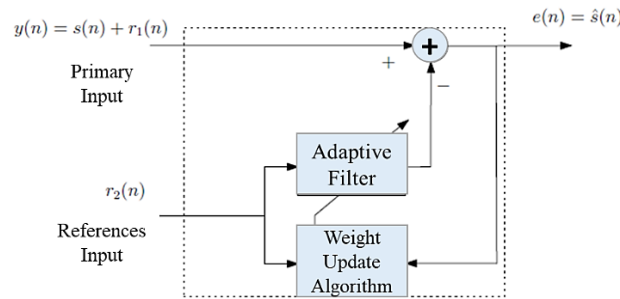 y(n) = s(n) + r₁(n)
e(n) = ŝ(n)
+
+
−
Primary
Input
Adaptive
Filter
r₂(n)
References
Input
Weight
Update
Algorithm